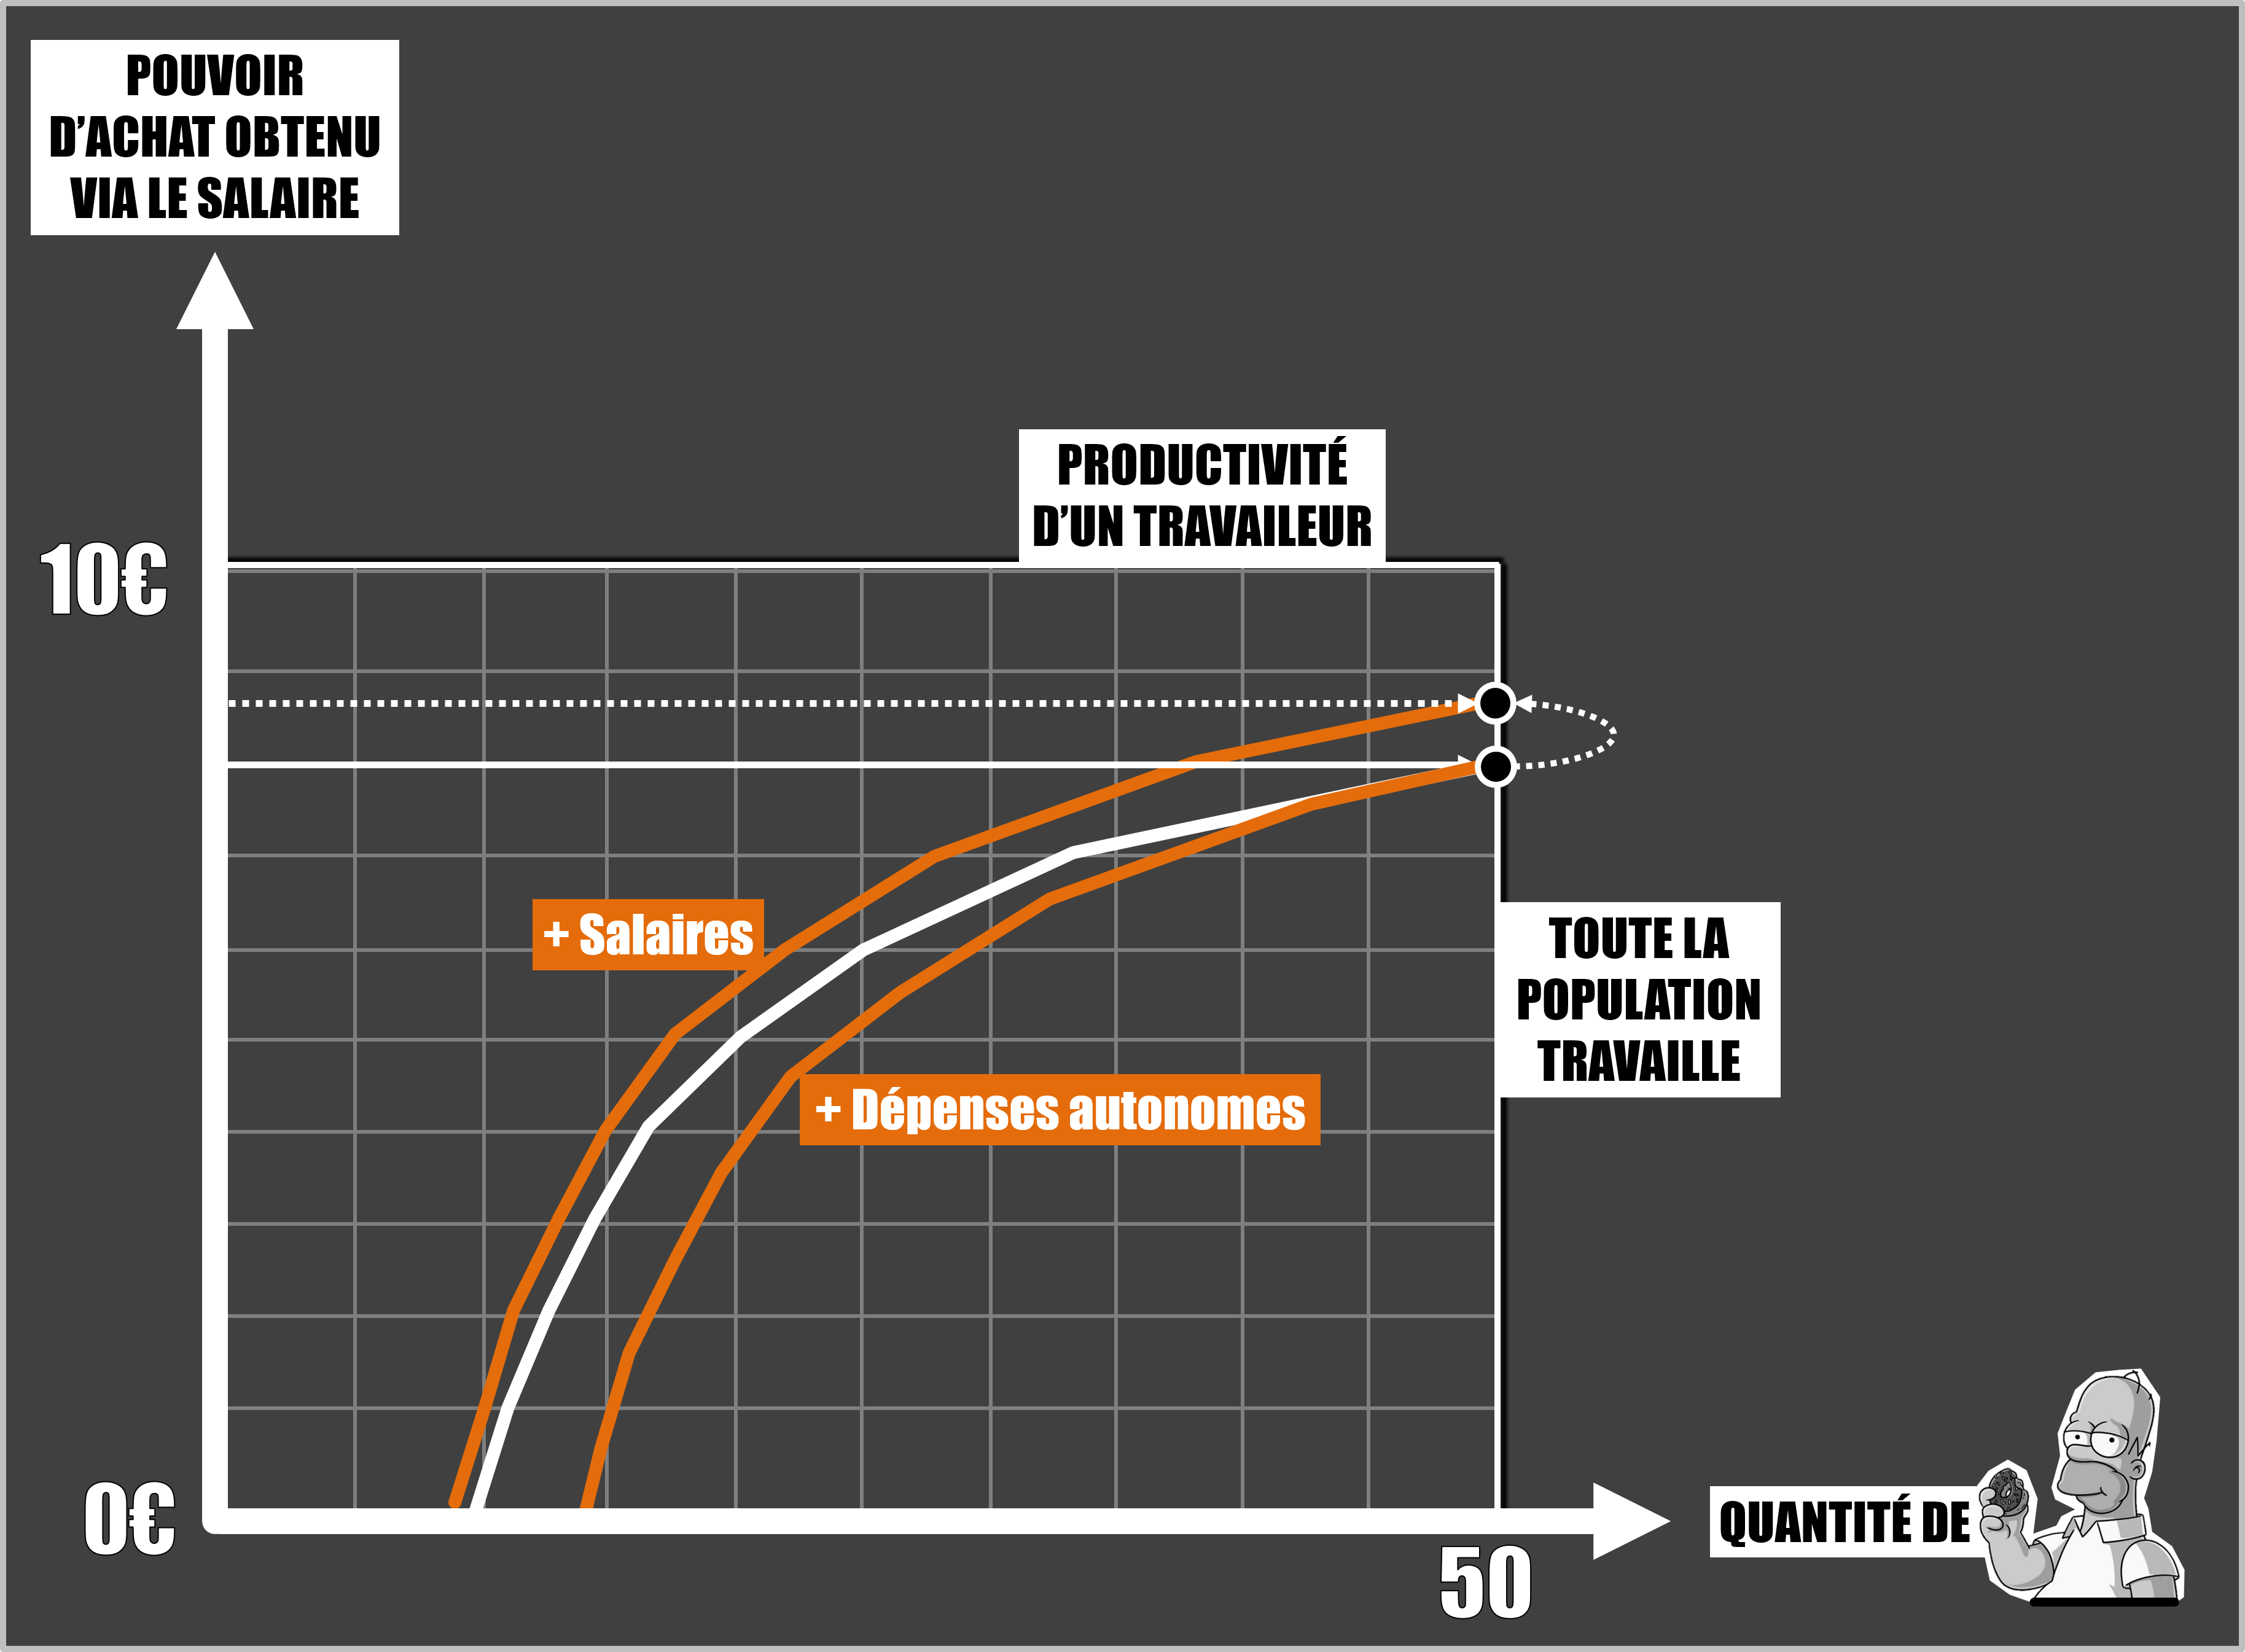 POUVOIR
D’ACHAT OBTENU
VIA LE SALAIRE
PRODUCTIVITÉ
D’UN TRAVAILEUR
10€
+ Salaires
TOUTE LA
POPULATION
TRAVAILLE
+ Dépenses autonomes
0€
QUANTITÉ DE
50